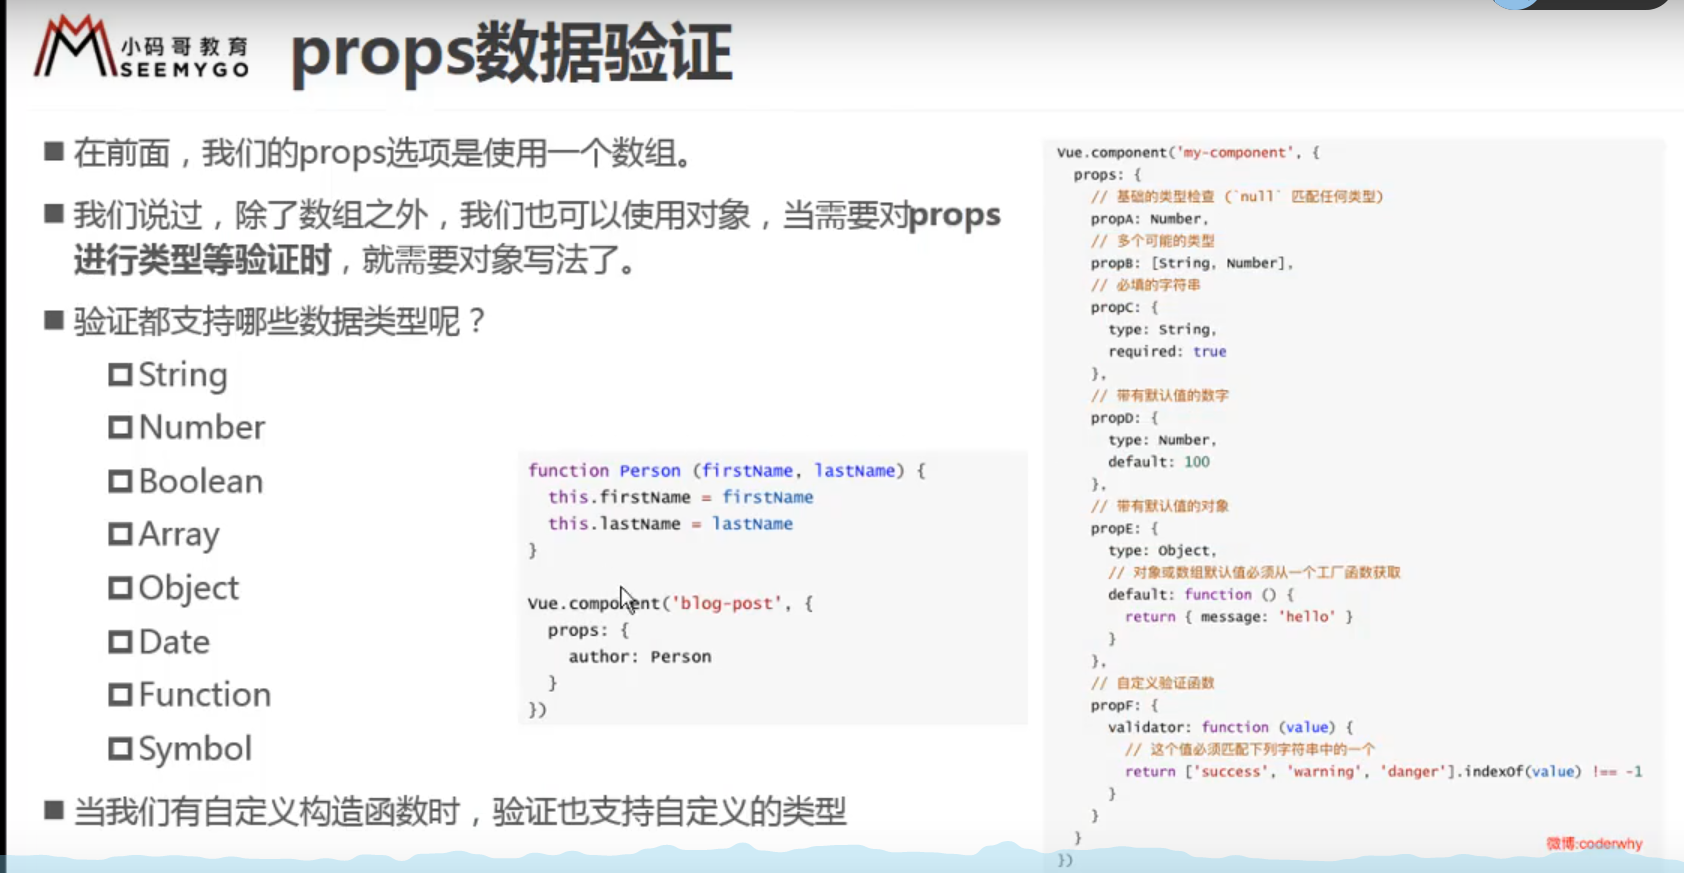 小码哥教育
SEEMYGO
props数据验证
在前面，我们的props选项是使用一个数组。
我们说过，除了数组之外，我们也可以使用对象，当需要对props
进行类型等验证时，就需要对象写法了。
验证都支持哪些数据类型呢？
String
Number
Boolean
Array
Object
Date
Function
Symbol
当我们有自定义构造函数时，验证也支持自定义的类型
function Person (firstName, lastName) {
this.firstName = firstName
this.lastName = lastName
}
Vue.component('blog-post', {
props: {
author: Person
}
})
Vue.component('my-component', {
props: {
// 基础的类型检查 (`null` 匹配任何类型)
propA: Number,
// 多个可能的类型
propB: [String, Number],
// 必填的字符串
propC: {
type: String,
required: true
},
// 带有默认值的数字
propD: {
type: Number,
default: 100
},
// 带有默认值的对象
propE: {
type: Object,
// 对象或数组默认值必须从一个工厂函数获取
default: function () {
return { message: 'hello' }
}
},
// 自定义验证函数
propF: {
validator: function (value) {
// 这个值必须匹配下列字符串中的一个
return ['success', 'warning', 'danger'].indexOf(value) !== -1
}
}
}
})
微博:coderwhy